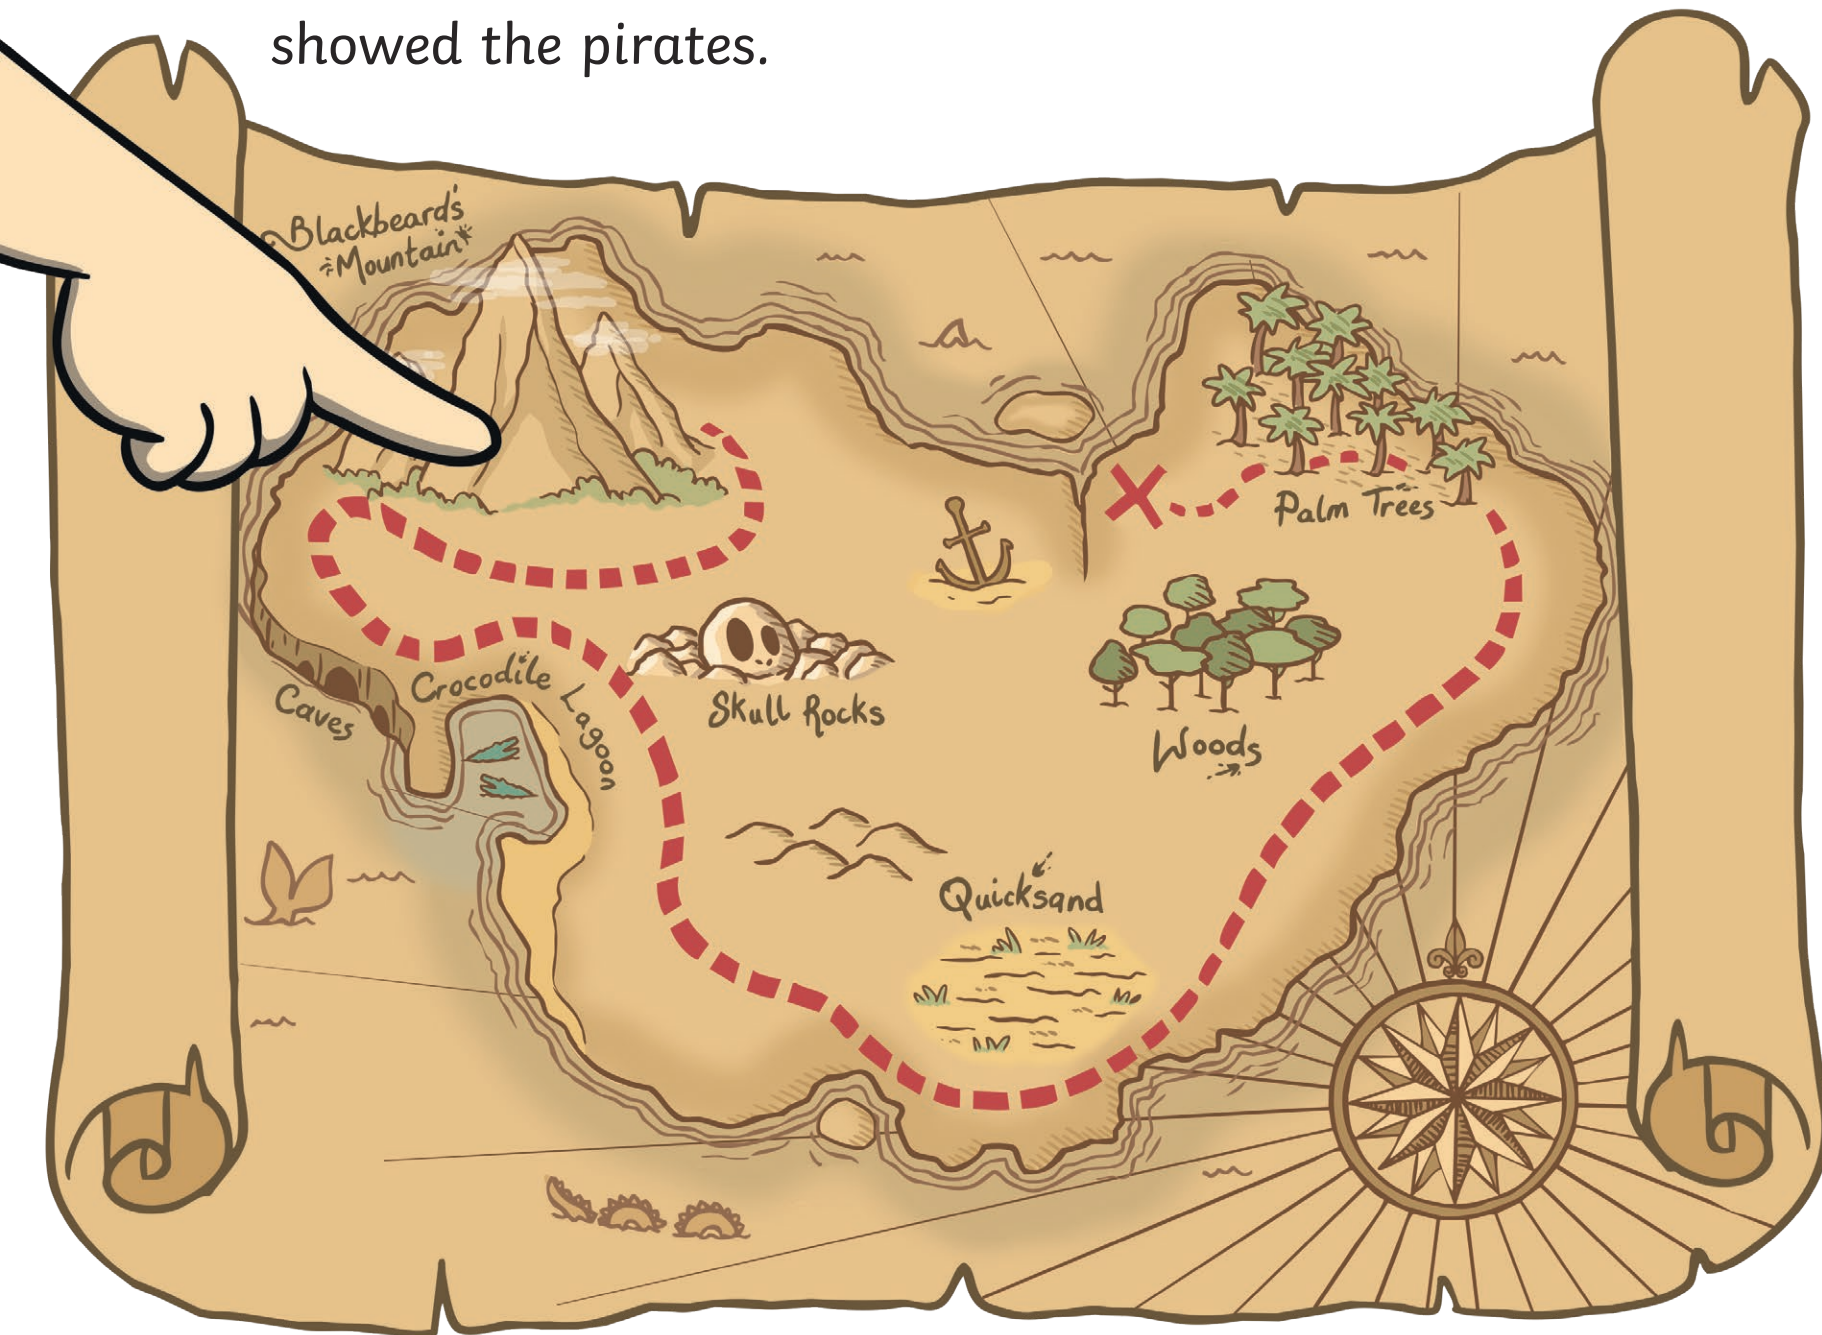 showed the pirates.
Blackbeard's
Mountain
Palm Trees
Crocodile Lagoon
Caves
Skull Rocks
Woods
Quicksand